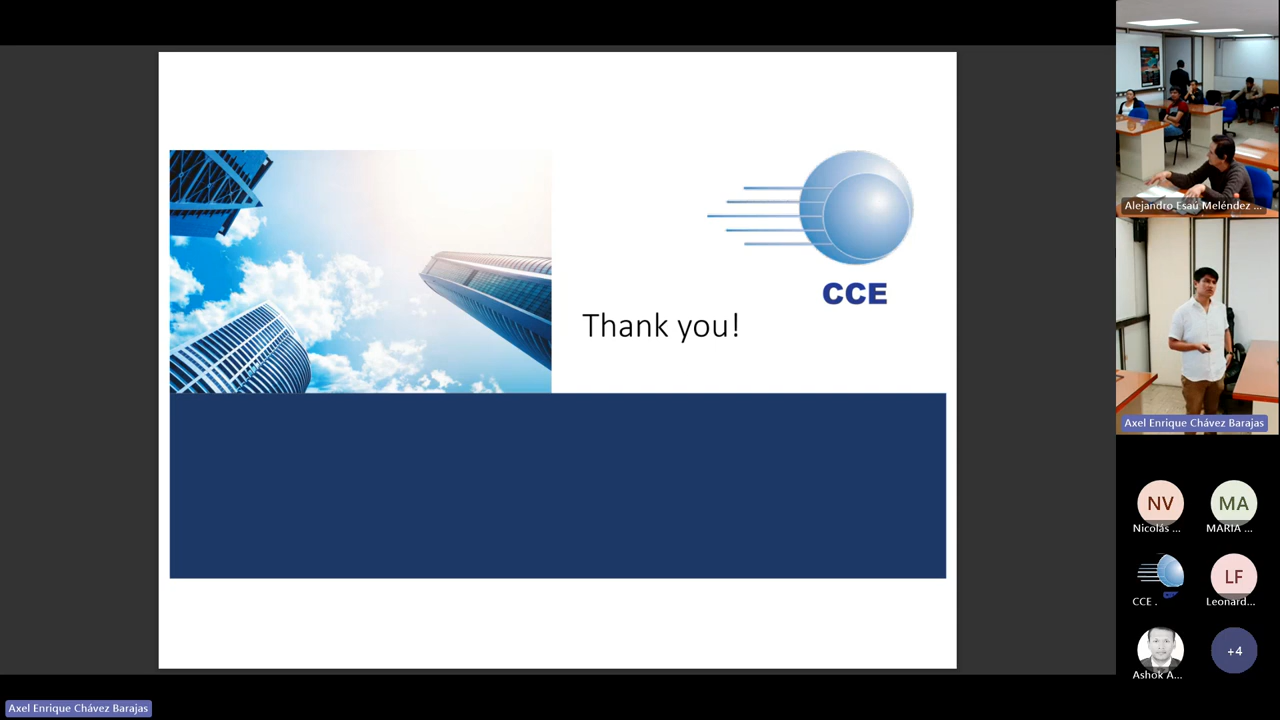 CCE
Thank you!
Alejandro Esaú Meléndez ...
Axel Enrique Chávez Barajas
NV
MA
Nicolás ...
MARIA ...
CCE .
LF
Leonard...
Ashok A...
+4
Axel Enrique Chávez Barajas